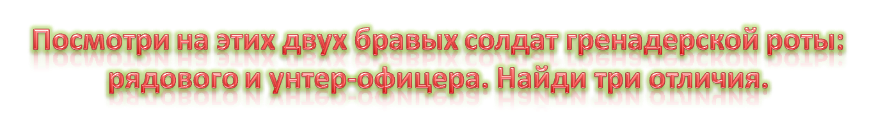 Посмотри на этих двух бравых солдат гренадерской роты:
рядового и унтер-офицера. Найди три отличия.